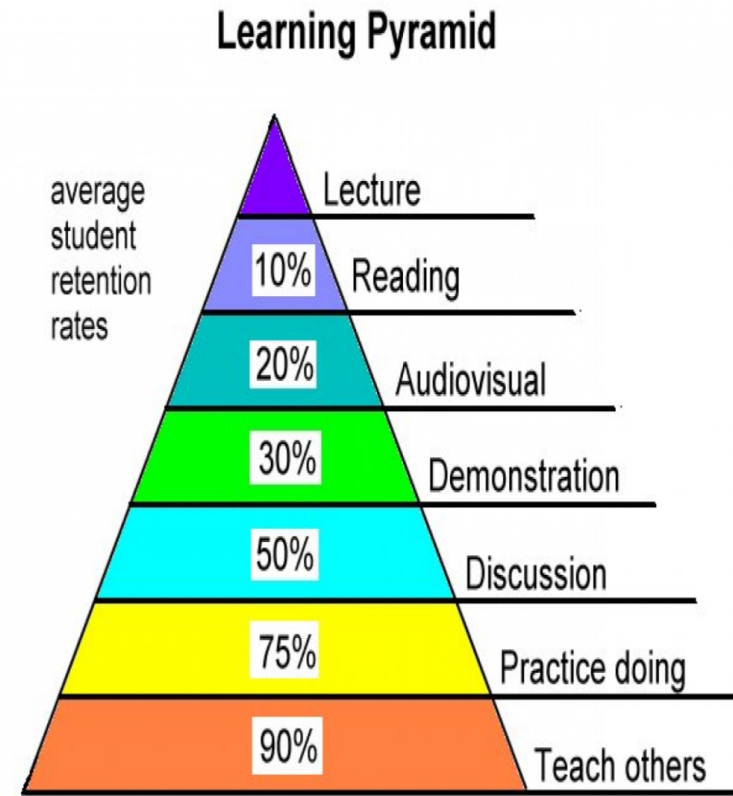 Learning Pyramid
average
student
retention
rates
Lecture
10% Reading
20% Audiovisual
30% Demonstration
50% Discussion
75% Practice doing
90% Teach others